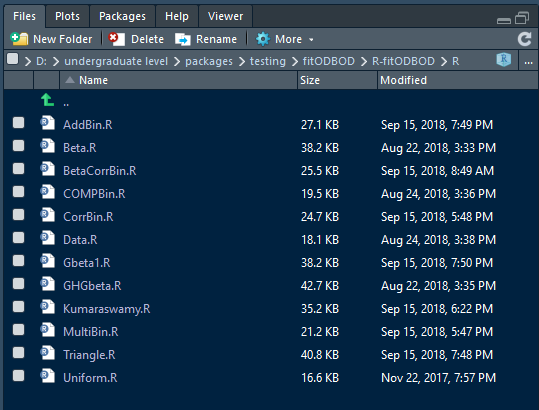 Files Plots Packages Help Viewer
New Folder Delete Rename More
D: undergraduate level packages testing fitODBOD R-fitODBOD R R ...
Name Size Modified
..
AddBin.R 27.1 KB Sep 15, 2018, 7:49 PM
Beta.R 38.2 KB Aug 22, 2018, 3:33 PM
BetaCorrBin.R 25.5 KB Sep 15, 2018, 8:49 AM
COMPBin.R 19.5 KB Aug 24, 2018, 3:36 PM
CorrBin.R 24.7 KB Sep 15, 2018, 5:48 PM
Data.R 18.1 KB Aug 24, 2018, 3:38 PM
Gbeta1.R 38.2 KB Sep 15, 2018, 7:50 PM
GHGbeta.R 42.7 KB Aug 22, 2018, 3:35 PM
Kumaraswamy.R 35.2 KB Sep 15, 2018, 6:22 PM
MultiBin.R 21.2 KB Sep 15, 2018, 5:47 PM
Triangle.R 40.8 KB Sep 15, 2018, 7:48 PM
Uniform.R 16.6 KB Nov 22, 2017, 7:57 PM